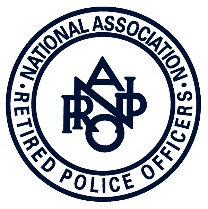 NATIONAL ASSOCIATION
RETIRED POLICE OFFICERS
NARPO